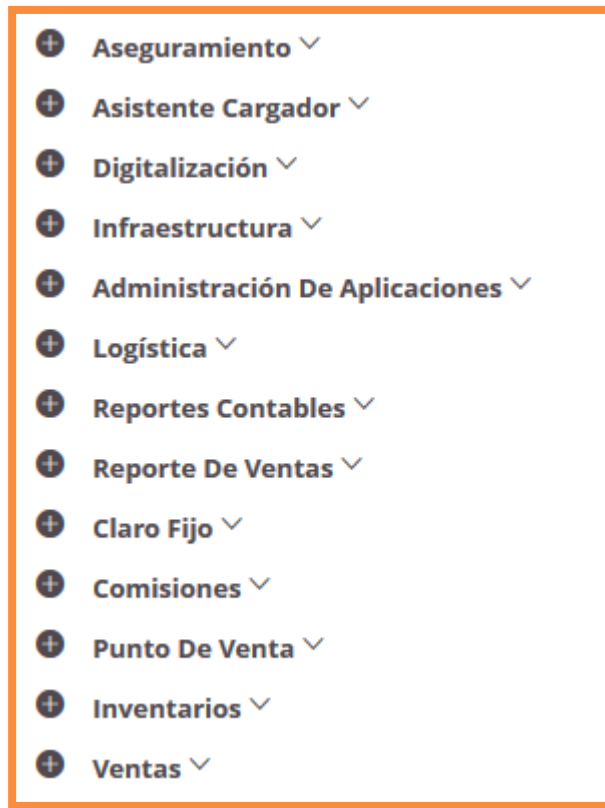 Aseguramiento
Asistente Cargador
Digitalización
Infraestructura
Administración De Aplicaciones
Logística
Reportes Contables
Reporte De Ventas
Claro Fijo
Comisiones
Punto De Venta
Inventarios
Ventas